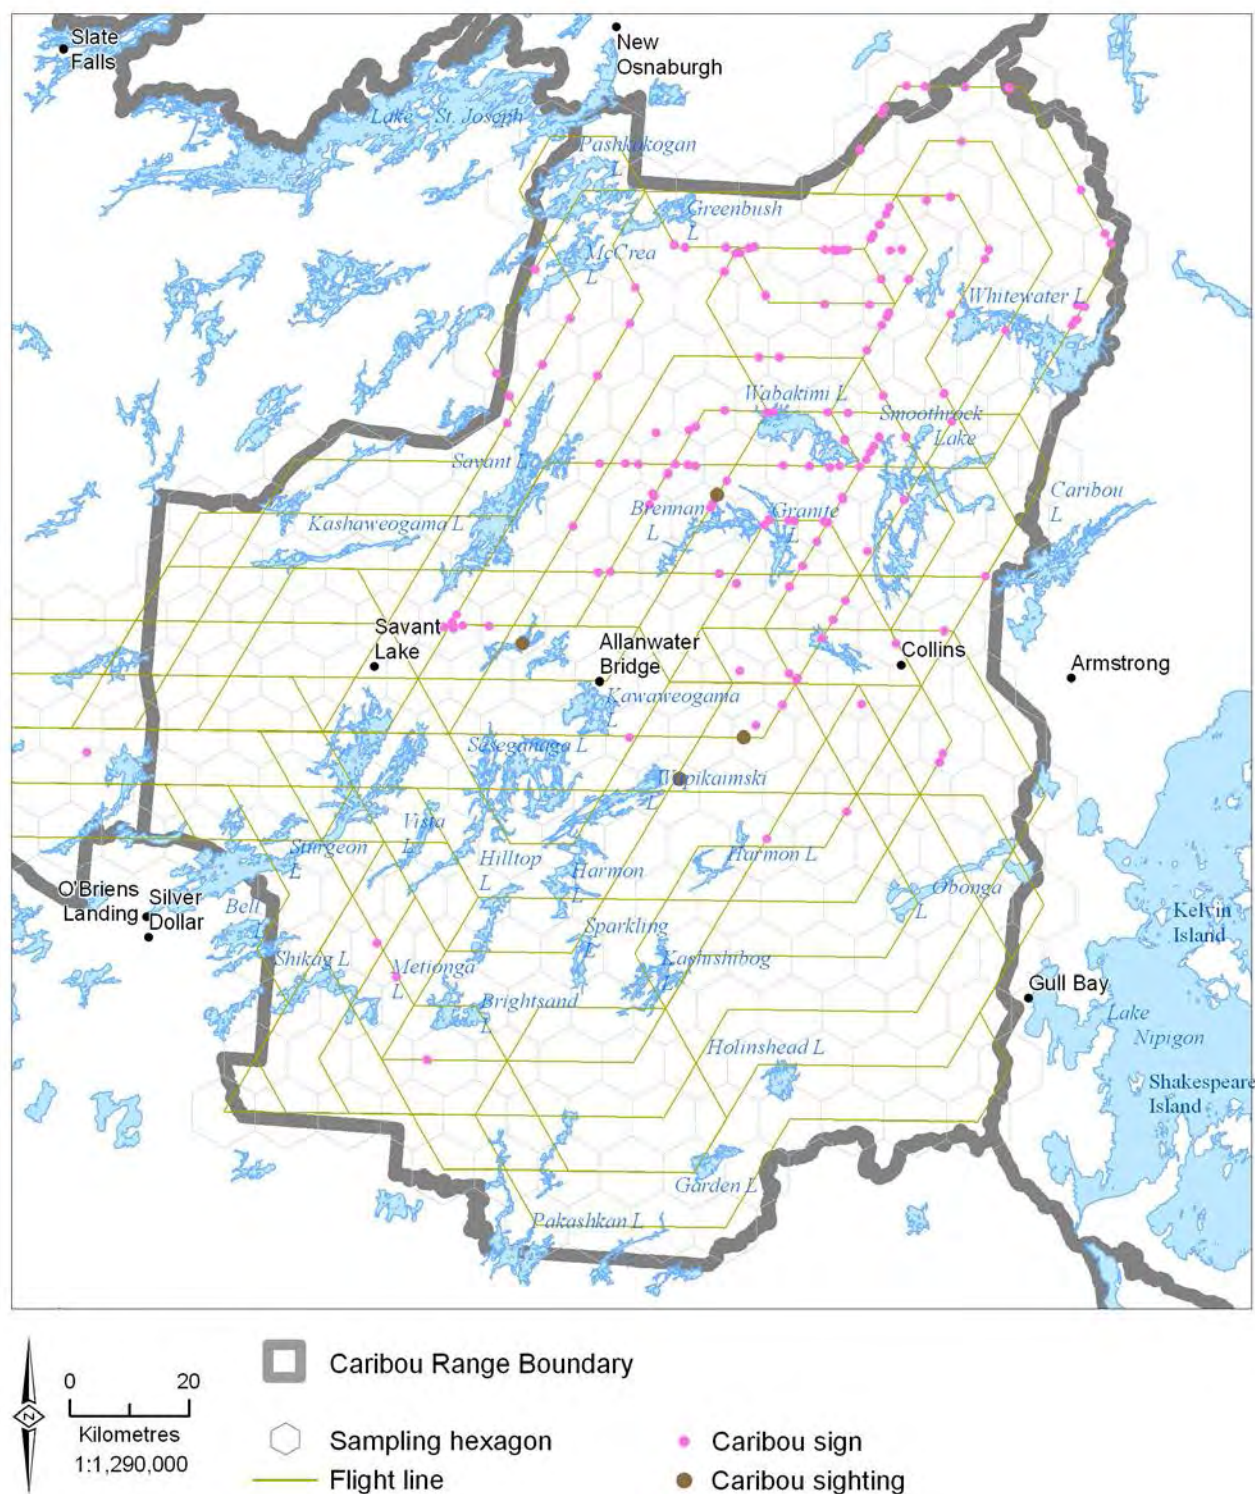 Slate
Falls
New
Osnaburgh
Lake St. Joseph
Pashkokogan
L
Greenbush
L
McCrea
L
Whitewater L
Wabakimi L
Smoothrock
Lake
Savant L
Caribou
L
Brennan
L
Granite
L
Kashaweogama L
Savant
Lake
Allanwater
Bridge
Collins
Armstrong
Kawaweogama
L
Seseganaga L
Wapikaimski
L
Vista
L
Sturgeon
L
Hilltop
L
Harmon
L
Harmon L
Obonga
L
O'Briens
Landing
Silver
Dollar
Bell
L
Sparkling
L
Kelvin
Island
Shikag L
Metionga
L
Kashishibog
L
Gull Bay
Brightsand
L
Lake
Nipigon
Holinshead L
Shakespeare
Island
Garden L
Pakashkan L
0 20
Kilometres
1:1,290,000
N
Caribou Range Boundary
Sampling hexagon
Flight line
Caribou sign
Caribou sighting